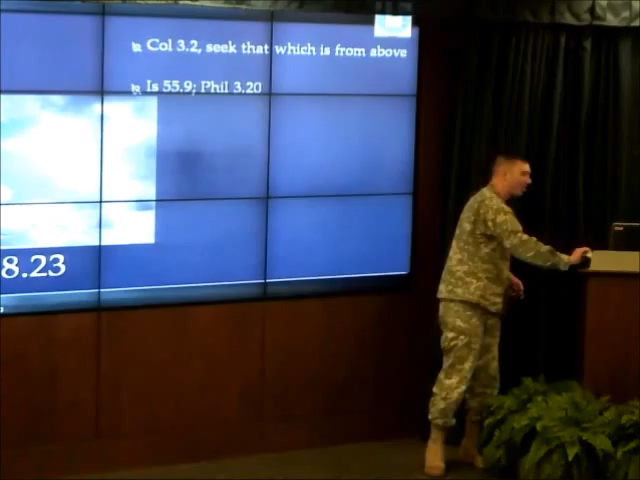 Col 3.2, seek that which is from above
Is 55.9; Phil 3.20
8.23